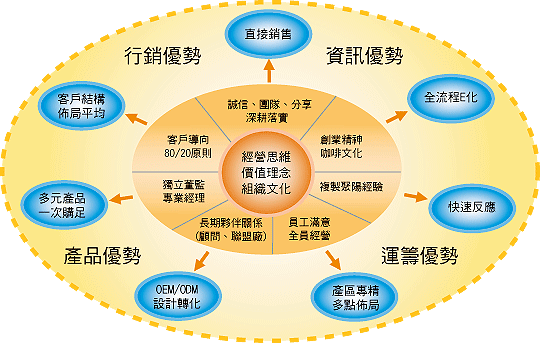 直接銷售
行銷優勢
資訊優勢
客戶結構
佈局平均
全流程E化
誠信、團隊、分享
深耕落實
客戶導向
80/20原則
創業精神
咖啡文化
經營思維
價值理念
組織文化
獨立董監
專業經理
複製聚陽經驗
多元產品
一次購足
快速反應
長期夥伴關係
(顧問、聯盟廠)
員工滿意
全員經營
產品優勢
運籌優勢
OEM/ODM
設計轉化
產區專精
多點佈局